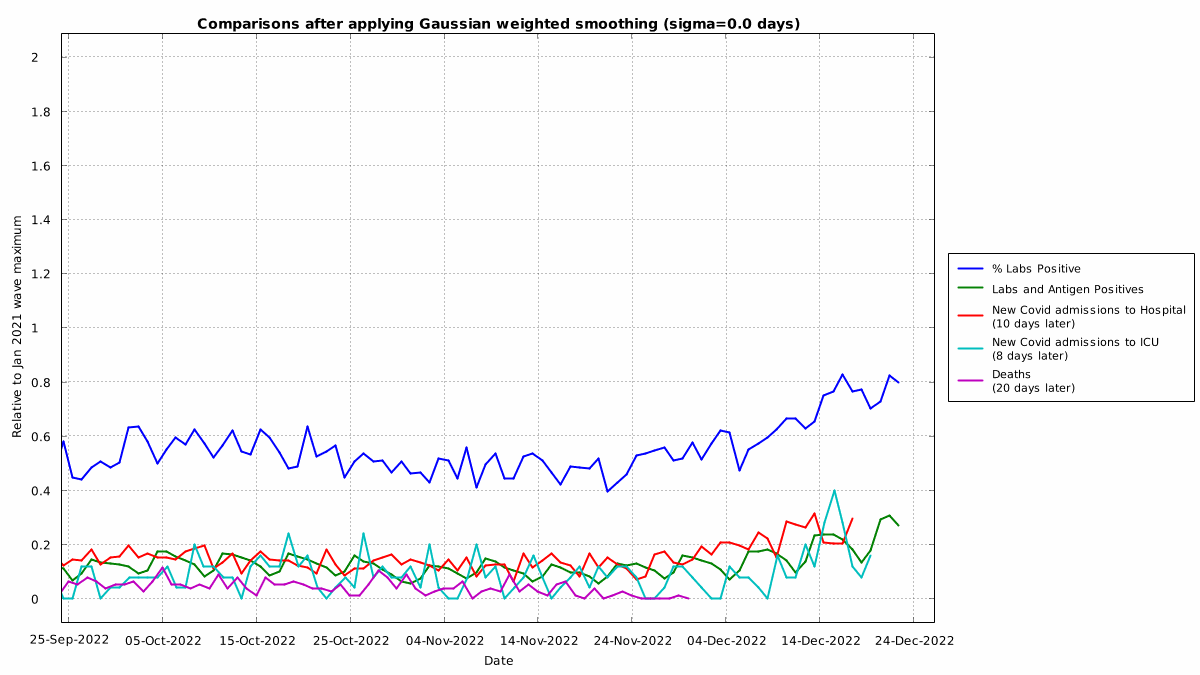 Comparisons after applying Gaussian weighted smoothing (sigma=0.0 days)
Relative to Jan 2021 wave maximum
2
1.8
1.6
1.4
1.2
1
0.8
0.6
0.4
0.2
0
25-Sep-2022 05-Oct-2022 15-Oct-2022 25-Oct-2022 04-Nov-2022 14-Nov-2022 24-Nov-2022 04-Dec-2022 14-Dec-2022 24-Dec-2022
Date
% Labs Positive
Labs and Antigen Positives
New Covid admissions to Hospital
(10 days later)
New Covid admissions to ICU
(8 days later)
Deaths
(20 days later)